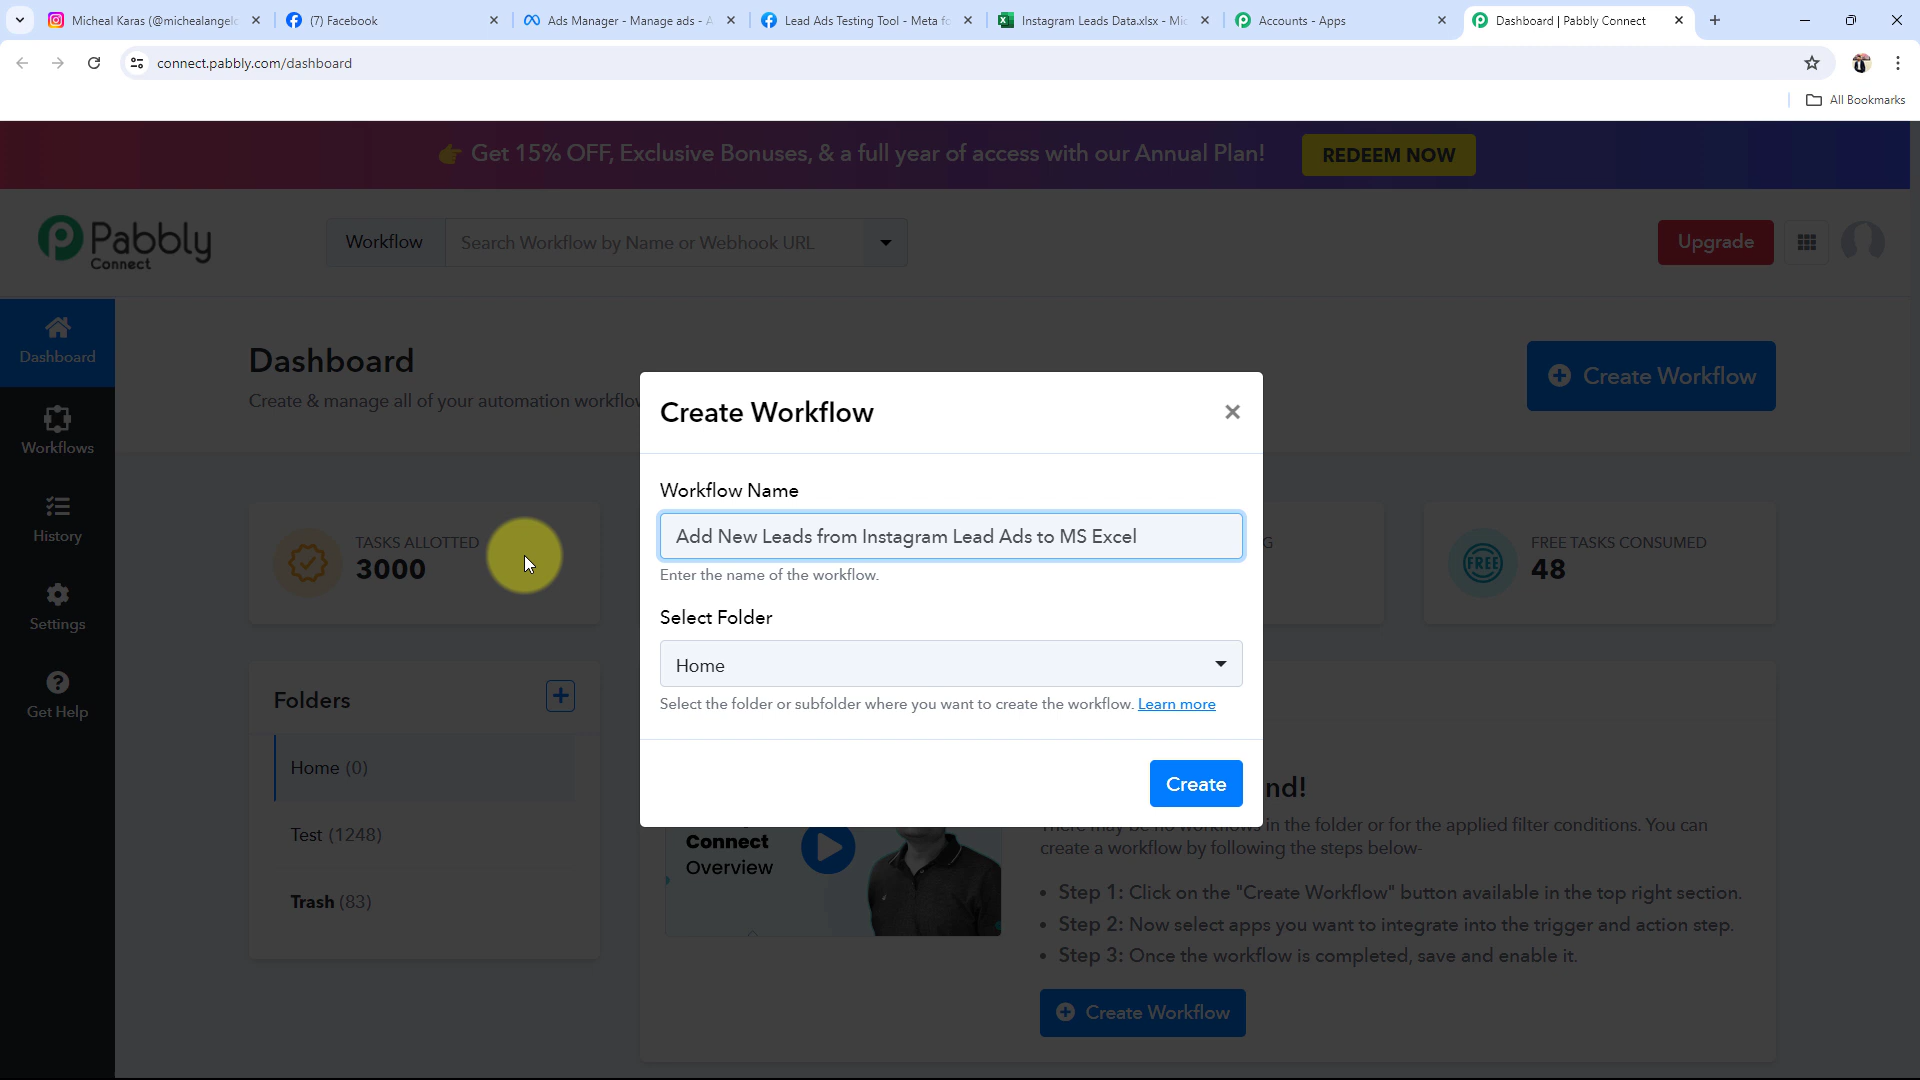 Micheal Karas (@michealangelo
(7) Facebook
Ads Manager - Manage ads - A
Lead Ads Testing Tool - Meta fo
Instagram Leads Data.xlsx - Mic
Accounts - Apps
Dashboard | Pabbly Connect
connect.pabbly.com/dashboard
All Bookmarks
Get 15% OFF, Exclusive Bonuses, & a full year of access with our Annual Plan!
REDEEM NOW
Pabbly
Connect
Workflow
Search Workflow by Name or Webhook URL
Upgrade
Dashboard
Workflows
History
Settings
Get Help
Dashboard
Create & manage all of your automation workflow
Create Workflow
TASKS ALLOTTED
3000
G
FREE TASKS CONSUMED
FREE
48
Create Workflow
Workflow Name
Add New Leads from Instagram Lead Ads to MS Excel
Enter the name of the workflow.
Select Folder
Home
Select the folder or subfolder where you want to create the workflow. Learn more
Create
Folders
Home (0)
Test (1248)
Trash (83)
Connect
Overview
nd!
There may be no workflows in the folder or for the applied filter conditions. You can
create a workflow by following the steps below-
• Step 1: Click on the "Create Workflow" button available in the top right section.
• Step 2: Now select apps you want to integrate into the trigger and action step.
• Step 3: Once the workflow is completed, save and enable it.
Create Workflow